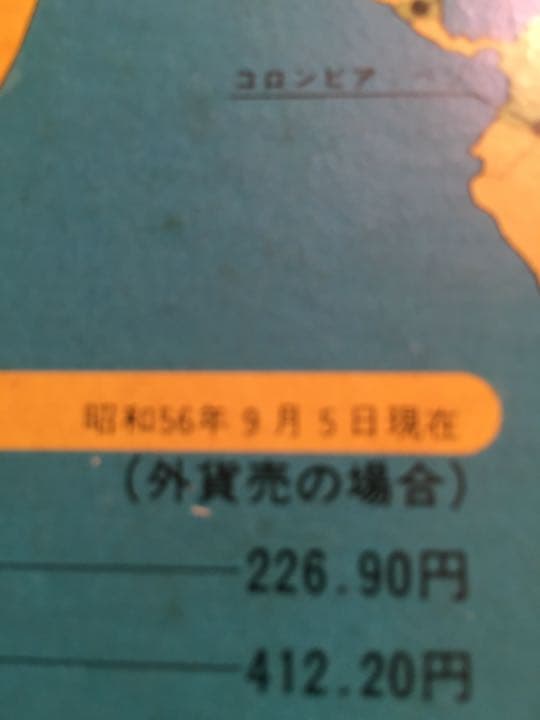 コロンビア
昭和56年9月5日現在
(外貨売の場合)
226.90円
412.20円